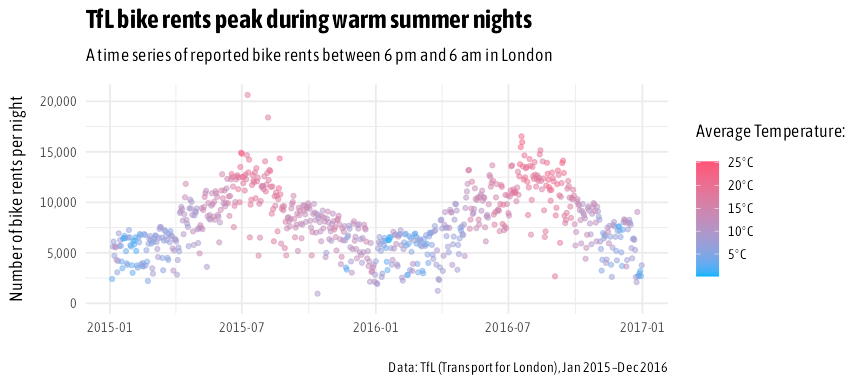 TfL bike rents peak during warm summer nights
A time series of reported bike rents between 6 pm and 6 am in London
Number of bike rents per night
20,000
15,000
10,000
5,000
0
2015-01
2015-07
2016-01
2016-07
2017-01
Average Temperature:
25°C
20°C
15°C
10°C
5°C
Data: TfL (Transport for London), Jan 2015–Dec 2016